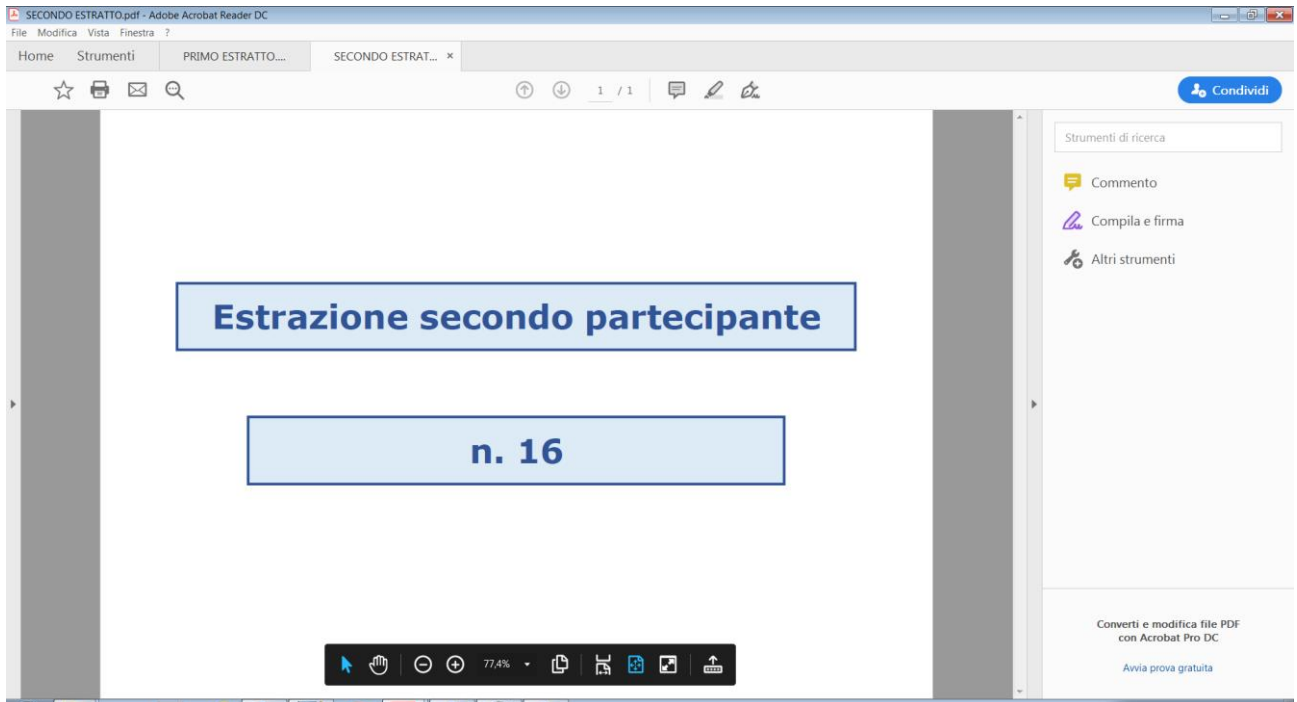 SECONDO ESTRATTO.pdf - Adobe Acrobat Reader DC
File Modifica Vista Finestra ?
Home Strumenti PRIMO ESTRATTO.... SECONDO ESTRAT... ×
1 / 1
Condividi
Strumenti di ricerca
Commento
Compila e firma
Altri strumenti
Estrazione secondo partecipante
n. 16
77,4%
Converti e modifica file PDF
con Acrobat Pro DC
Avvia prova gratuita